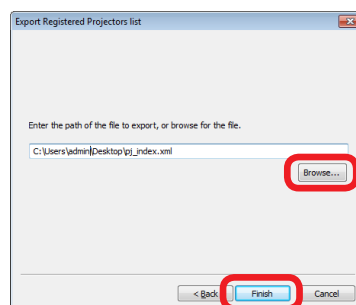 Export Registered Projectors list
Enter the path of the file to export, or browse for the file.
C:\Users\admin\Desktop\pj_index.xml
Browse...
< Back
Finish
Cancel